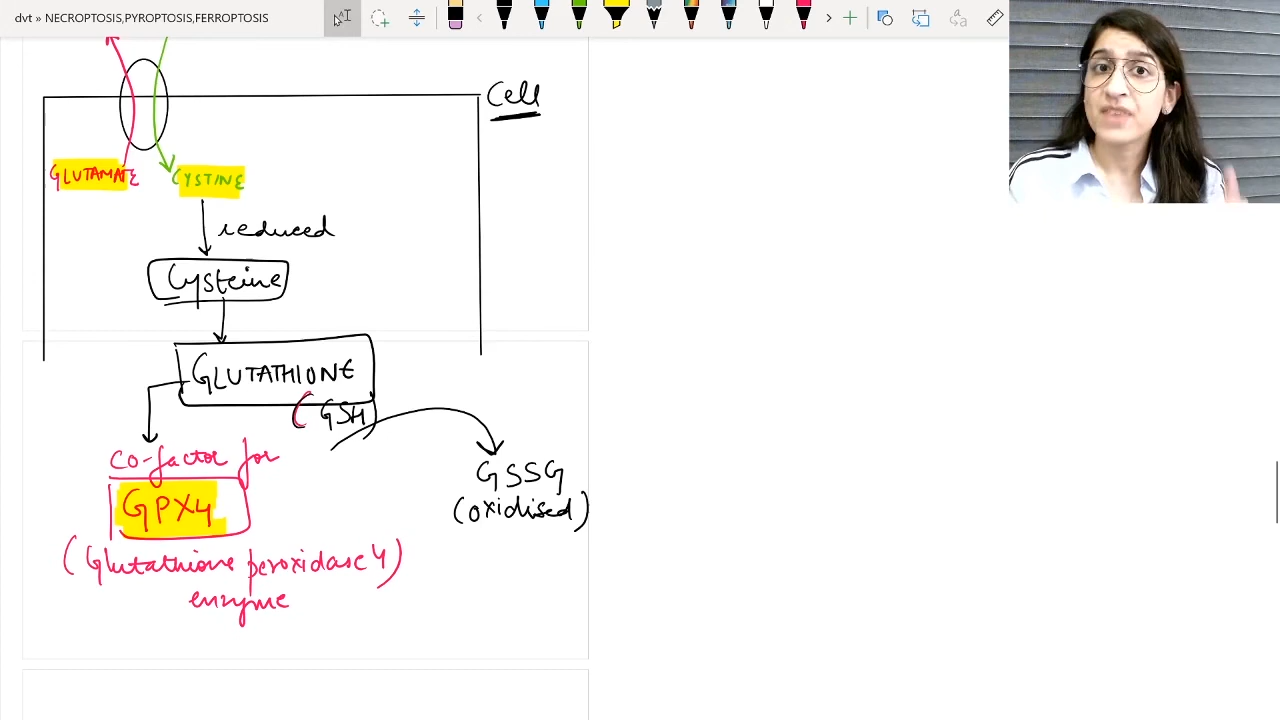 dvt » NECROPTOSIS,PYROPTOSIS,FERROPTOSIS
Cell
GLUTAMATE CYSTINE
reduced
Cysteine
GLUTATHIONE
(GSH)
CO-factor for
GPX4
GSSG
(oxidised)
(Glutathione peroxidase 4)
enzyme